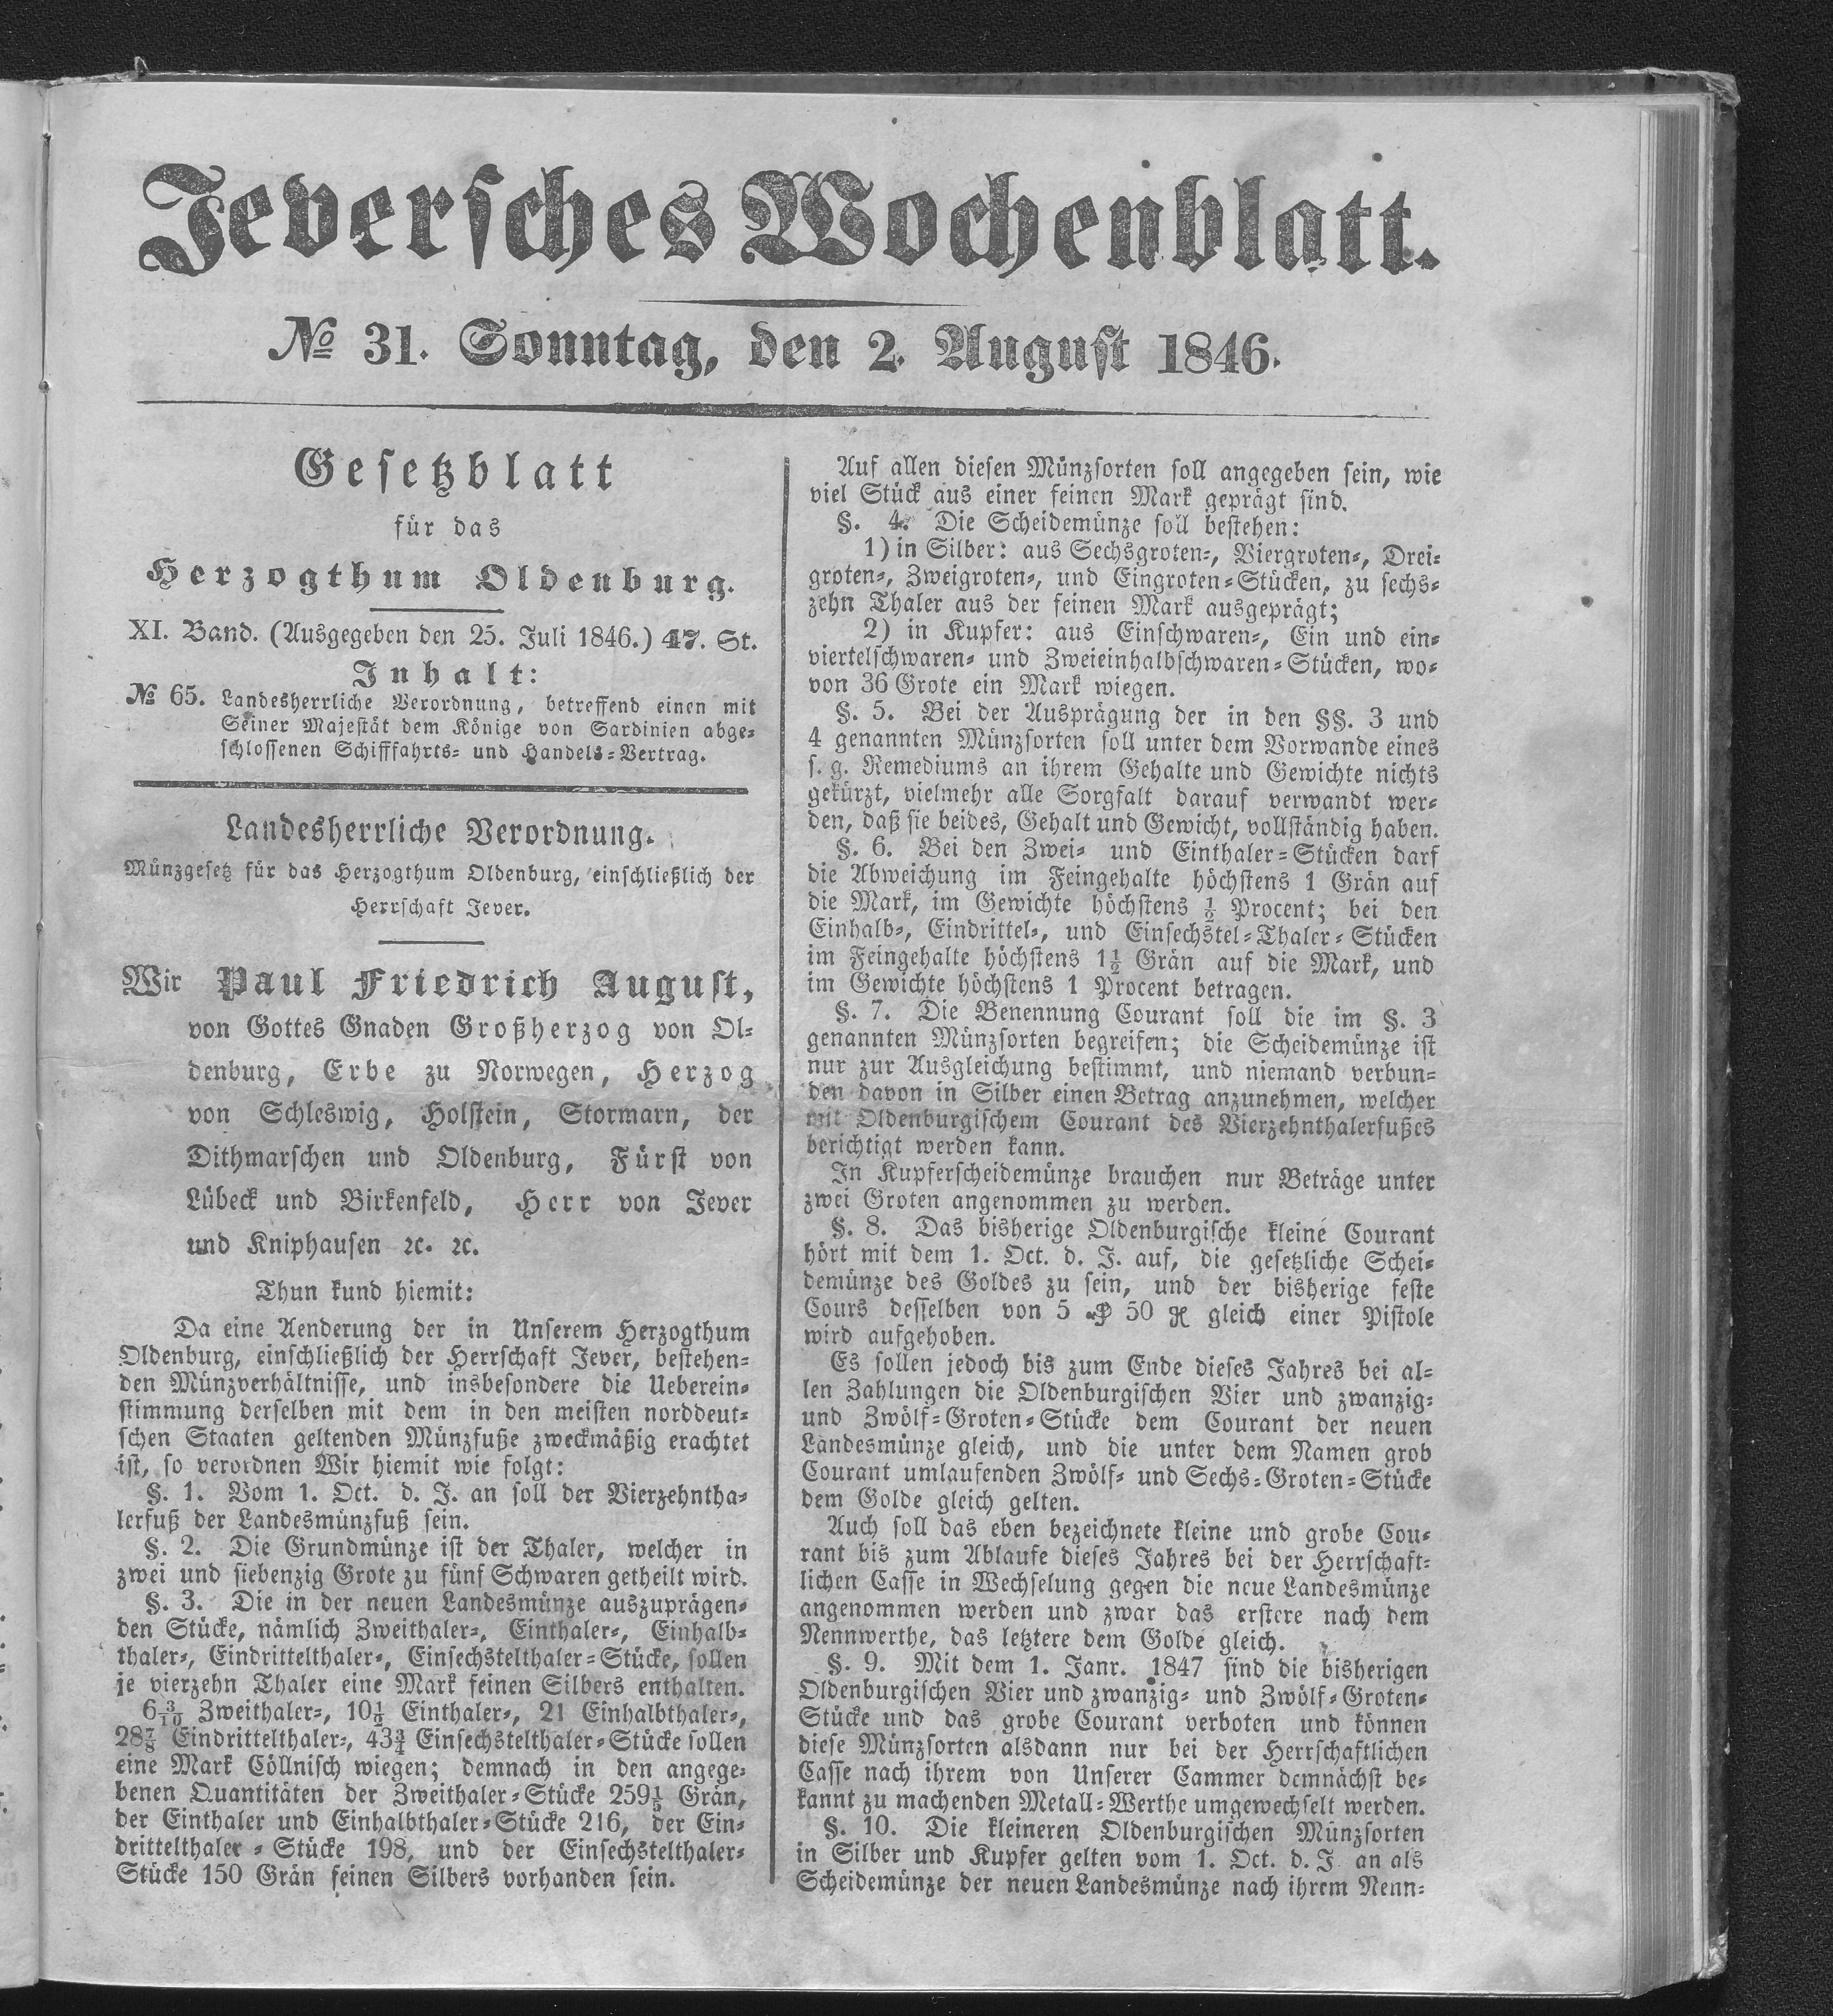 Jeversches Wochenblatt.
№ 31. Sonntag, den 2. August 1846.
Gesetzblatt
für das
Herzogthum Oldenburg.
XI. Band. (Ausgegeben den 25. Juli 1846.) 47. St.
Inhalt:
№ 65. Landesherrliche Verordnung, betreffend einen mit
Seiner Majestät dem Könige von Sardinien abge-
schlossenen Schifffahrts- und Handels-Vertrag.
Landesherrliche Verordnung.
Münzgesetz für das Herzogthum Oldenburg, einschließlich der
Herrschaft Jever.
Wir Paul Friedrich August,
von Gottes Gnaden Großherzog von Ol-
denburg, Erbe zu Norwegen, Herzog
von Schleswig, Holstein, Stormarn, der
Dithmarschen und Oldenburg, Fürst von
Lübeck und Birkenfeld, Herr von Jever
und Kniphausen ꝛc. ꝛc.
Thun kund hiemit:
Da eine Aenderung der in Unserem Herzogthum
Oldenburg, einschließlich der Herrschaft Jever, bestehen-
den Münzverhältnisse, und insbesondere die Ueberein-
stimmung derselben mit dem in den meisten norddeut-
schen Staaten geltenden Münzfuße zweckmäßig erachtet
ist, so verordnen Wir hiemit wie folgt:
§. 1. Vom 1. Oct. d. J. an soll der Vierzehntha-
lerfuß der Landesmünzfuß sein.
§. 2. Die Grundmünze ist der Thaler, welcher in
zwei und siebenzig Grote zu fünf Schwaren getheilt wird.
§. 3. Die in der neuen Landesmünze auszuprägen-
den Stücke, nämlich Zweithaler-, Einthaler-, Einhalb-
thaler-, Eindrittelthaler-, Einsechstelthaler-Stücke, sollen
je vierzehn Thaler eine Mark feinen Silbers enthalten.
6 3/10 Zweithaler-, 10½ Einthaler-, 21 Einhalbthaler-,
28⅞ Eindrittelthaler-, 43¾ Einsechstelthaler-Stücke sollen
eine Mark Cöllnisch wiegen; demnach in den angege-
benen Quantitäten der Zweithaler-Stücke 259⅕ Grän,
der Einthaler und Einhalbthaler-Stücke 216, der Ein-
drittelthaler-Stücke 198, und der Einsechstelthaler-
Stücke 150 Grän feinen Silbers vorhanden sein.
Auf allen diesen Münzsorten soll angegeben sein, wie
viel Stück aus einer feinen Mark geprägt sind.
§. 4. Die Scheidemünze soll bestehen:
1) in Silber: aus Sechsgroten-, Viergroten-, Drei-
groten-, Zweigroten-, und Eingroten-Stücken, zu sechs-
zehn Thaler aus der feinen Mark ausgeprägt;
2) in Kupfer: aus Einschwaren-, Ein und ein-
viertelschwaren- und Zweieinhalbschwaren-Stücken, wo-
von 36 Grote ein Mark wiegen.
§. 5. Bei der Ausprägung der in den §§. 3 und
4 genannten Münzsorten soll unter dem Vorwande eines
s. g. Remediums an ihrem Gehalte und Gewichte nichts
gekürzt, vielmehr alle Sorgfalt darauf verwandt wer-
den, daß sie beides, Gehalt und Gewicht, vollständig haben.
§. 6. Bei den Zwei- und Einthaler-Stücken darf
die Abweichung im Feingehalte höchstens 1 Grän auf
die Mark, im Gewichte höchstens ½ Procent; bei den
Einhalb-, Eindrittel-, und Einsechstel-Thaler-Stücken
im Feingehalte höchstens 1½ Grän auf die Mark, und
im Gewichte höchstens 1 Procent betragen.
§. 7. Die Benennung Courant soll die im §. 3
genannten Münzsorten begreifen; die Scheidemünze ist
nur zur Ausgleichung bestimmt, und niemand verbun-
den davon in Silber einen Betrag anzunehmen, welcher
mit Oldenburgischem Courant des Vierzehnthalerfußes
berichtigt werden kann.
In Kupferscheidemünze brauchen nur Beträge unter
zwei Groten angenommen zu werden.
§. 8. Das bisherige Oldenburgische kleine Courant
hört mit dem 1. Oct. d. J. auf, die gesetzliche Schei-
demünze des Goldes zu sein, und der bisherige feste
Cours desselben von 5 50 gleich einer Pistole
wird aufgehoben.
Es sollen jedoch bis zum Ende dieses Jahres bei al-
len Zahlungen die Oldenburgischen Vier und zwanzig-
und Zwölf-Groten-Stücke dem Courant der neuen
Landesmünze gleich, und die unter dem Namen grob
Courant umlaufenden Zwölf- und Sechs-Groten-Stücke
dem Golde gleich gelten.
Auch soll das eben bezeichnete kleine und grobe Cou-
rant bis zum Ablaufe dieses Jahres bei der Herrschaft-
lichen Casse in Wechselung gegen die neue Landesmünze
angenommen werden und zwar das erstere nach dem
Nennwerthe, das letztere dem Golde gleich.
§. 9. Mit dem 1. Janr. 1847 sind die bisherigen
Oldenburgischen Vier und zwanzig- und Zwölf-Groten-
Stücke und das grobe Courant verboten und können
diese Münzsorten alsdann nur bei der Herrschaftlichen
Casse nach ihrem von Unserer Cammer demnächst be-
kannt zu machenden Metall-Werthe umgewechselt werden.
§. 10. Die kleineren Oldenburgischen Münzsorten
in Silber und Kupfer gelten vom 1. Oct. d. J. an als
Scheidemünze der neuen Landesmünze nach ihrem Nenn-